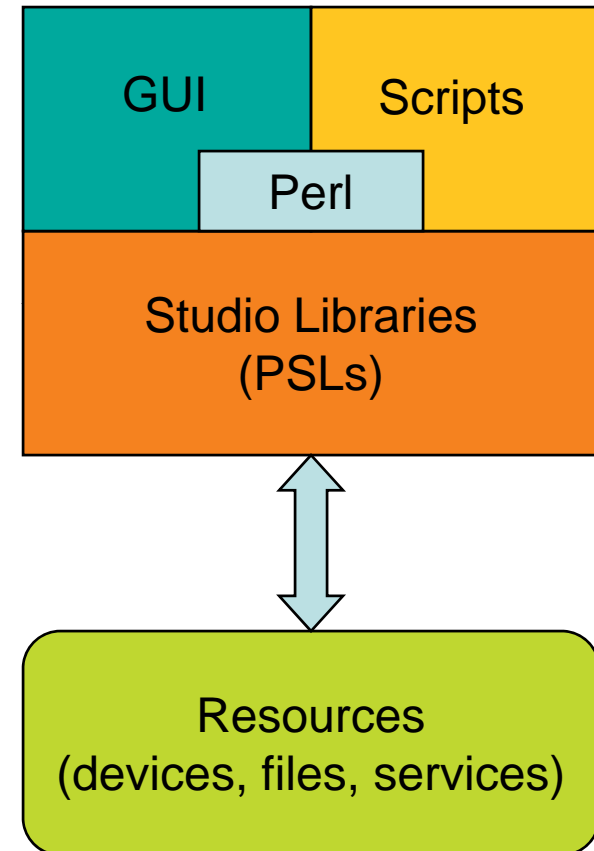 GUI
Scripts
Perl
Studio Libraries
(PSLs)
Resources
(devices, files, services)